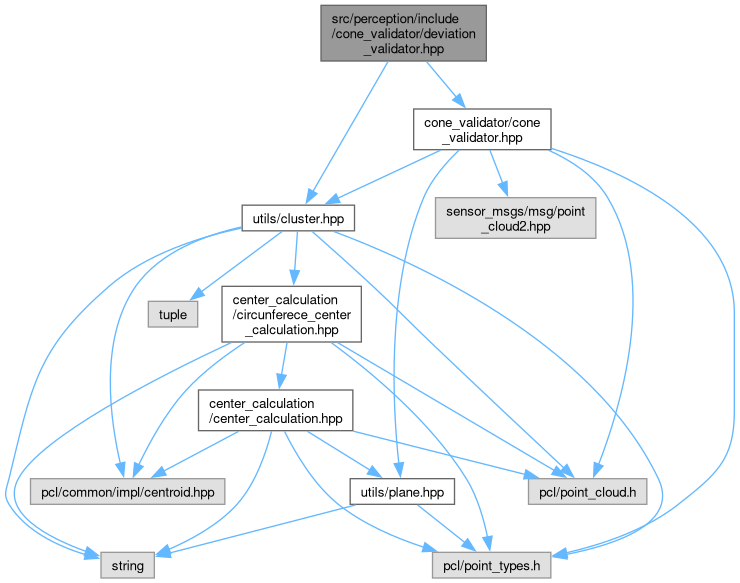 src/perception/include
/cone_validator/deviation
_validator.hpp
cone_validator/cone
_validator.hpp
utils/cluster.hpp
sensor_msgs/msg/point
_cloud2.hpp
tuple
center_calculation
/circunferece_center
_calculation.hpp
center_calculation
/center_calculation.hpp
pcl/common/impl/centroid.hpp
utils/plane.hpp
pcl/point_cloud.h
string
pcl/point_types.h